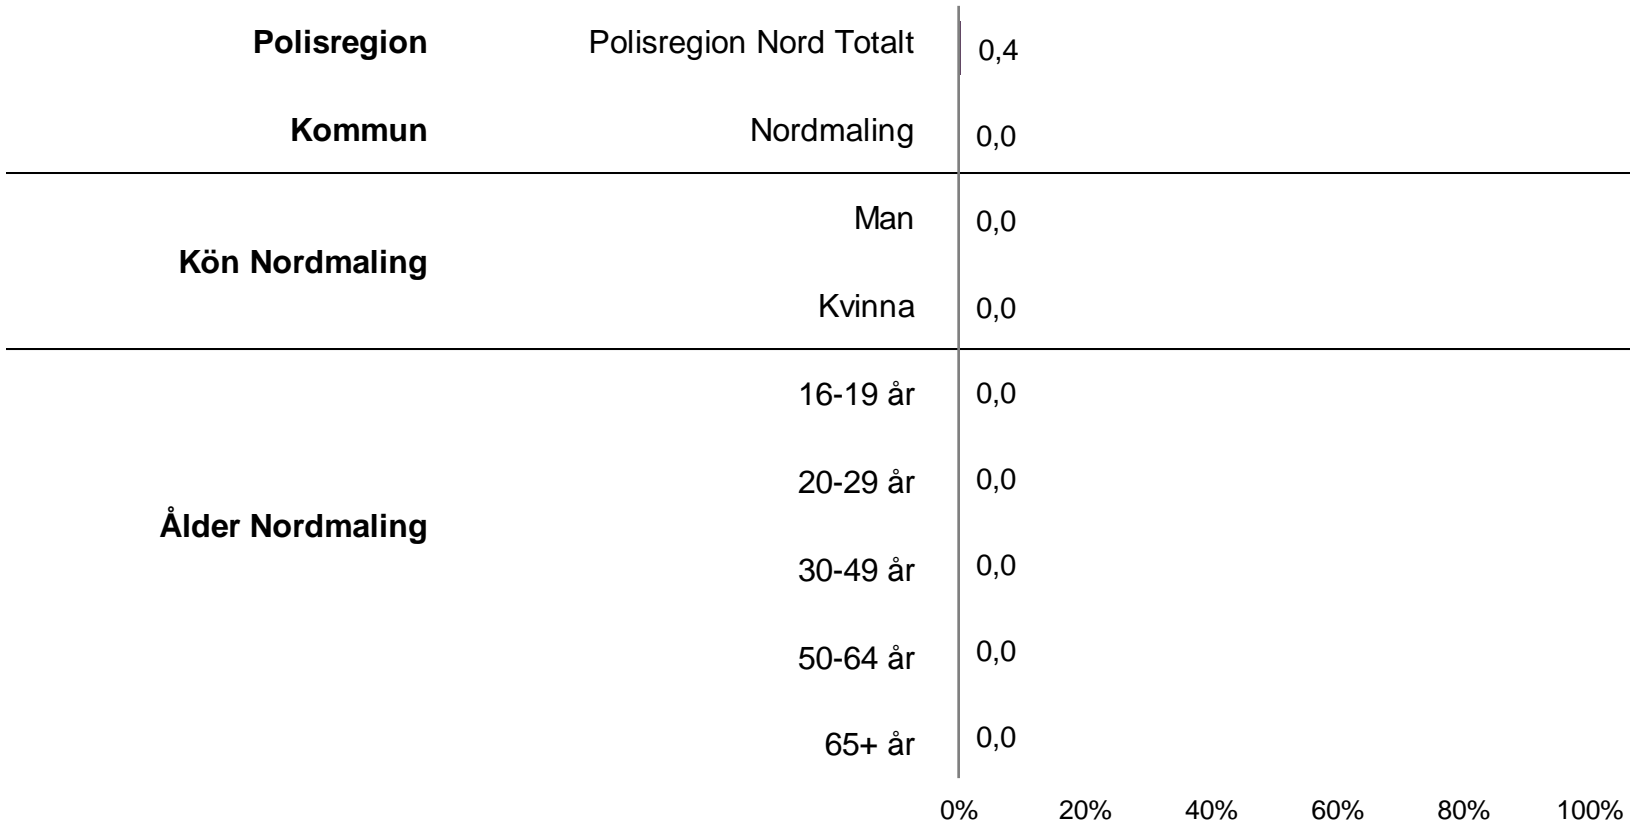 Polisregion Polisregion Nord Totalt 0,4
Kommun Nordmaling 0,0
Man 0,0
Kön Nordmaling
Kvinna 0,0
16-19 år 0,0
20-29 år 0,0
Ålder Nordmaling
30-49 år 0,0
50-64 år 0,0
65+ år 0,0
0% 20% 40% 60% 80% 100%